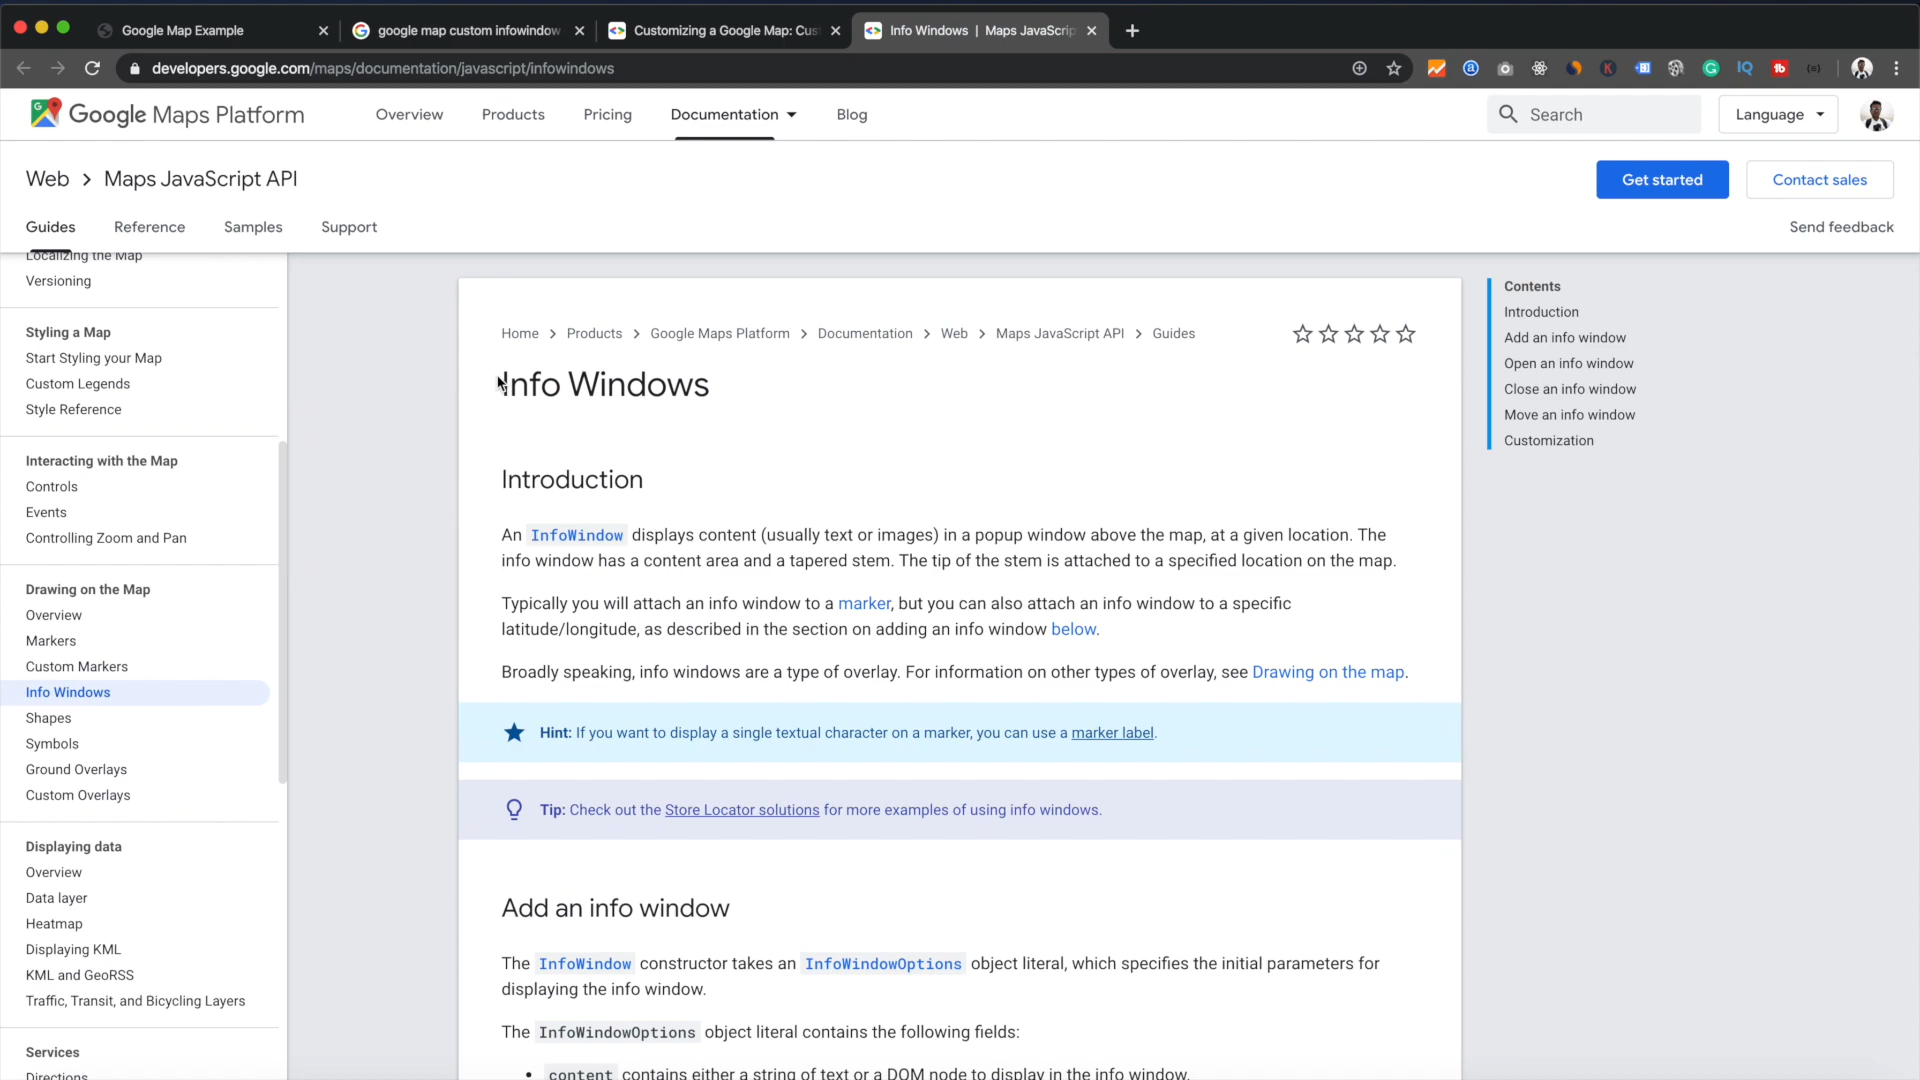 Google Map Example
google map custom infowindow
Customizing a Google Map: Cus
Info Windows | Maps JavaScrip
developers.google.com/maps/documentation/javascript/infowindows
Google Maps Platform
Overview
Products
Pricing
Documentation
Blog
Search
Language
Web > Maps JavaScript API
Get started
Contact sales
Guides
Reference
Samples
Support
Send feedback
Localizing the Map
Versioning
Styling a Map
Start Styling your Map
Custom Legends
Style Reference
Interacting with the Map
Controls
Events
Controlling Zoom and Pan
Drawing on the Map
Overview
Markers
Custom Markers
Info Windows
Shapes
Symbols
Ground Overlays
Custom Overlays
Displaying data
Overview
Data layer
Heatmap
Displaying KML
KML and GeoRSS
Traffic, Transit, and Bicycling Layers
Services
Directions
Home > Products > Google Maps Platform > Documentation > Web > Maps JavaScript API > Guides
Info Windows
Introduction
An InfoWindow displays content (usually text or images) in a popup window above the map, at a given location. The
info window has a content area and a tapered stem. The tip of the stem is attached to a specified location on the map.
Typically you will attach an info window to a marker, but you can also attach an info window to a specific
latitude/longitude, as described in the section on adding an info window below.
Broadly speaking, info windows are a type of overlay. For information on other types of overlay, see Drawing on the map.
Hint: If you want to display a single textual character on a marker, you can use a marker label.
Tip: Check out the Store Locator solutions for more examples of using info windows.
Add an info window
The InfoWindow constructor takes an InfoWindowOptions object literal, which specifies the initial parameters for
displaying the info window.
The InfoWindowOptions object literal contains the following fields:
• content contains either a string of text or a DOM node to display in the info window.
Contents
Introduction
Add an info window
Open an info window
Close an info window
Move an info window
Customization